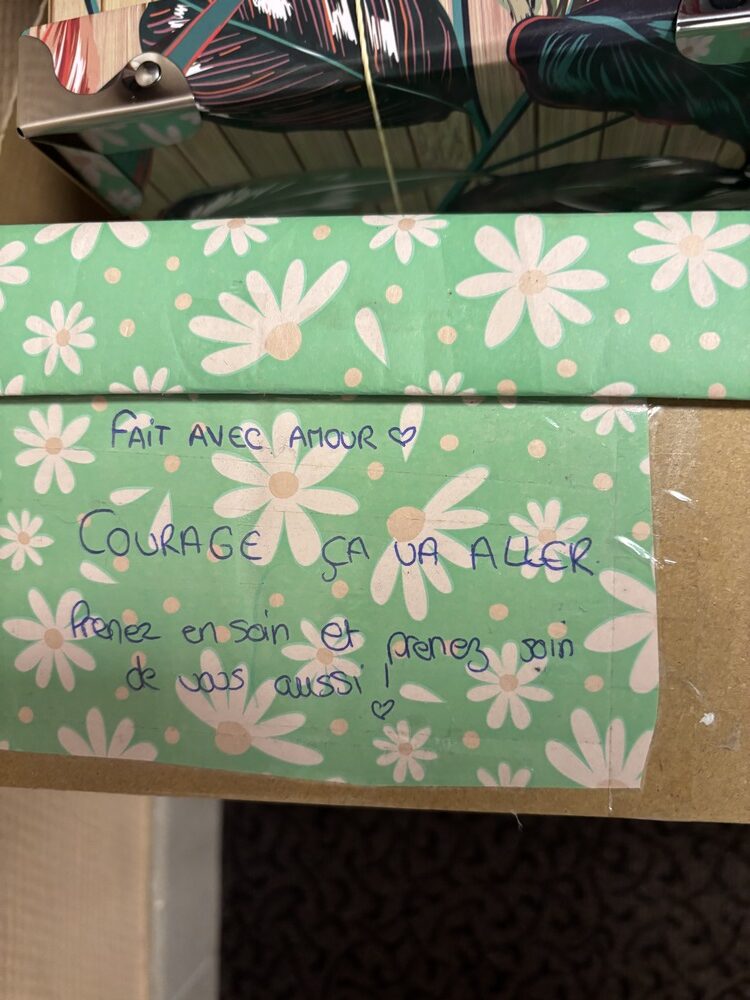 FAIT AVEC AMOUR ♡
COURAGE ÇA VA ALLER
Prenez en soin et prenez soin
de vous aussi !
♡